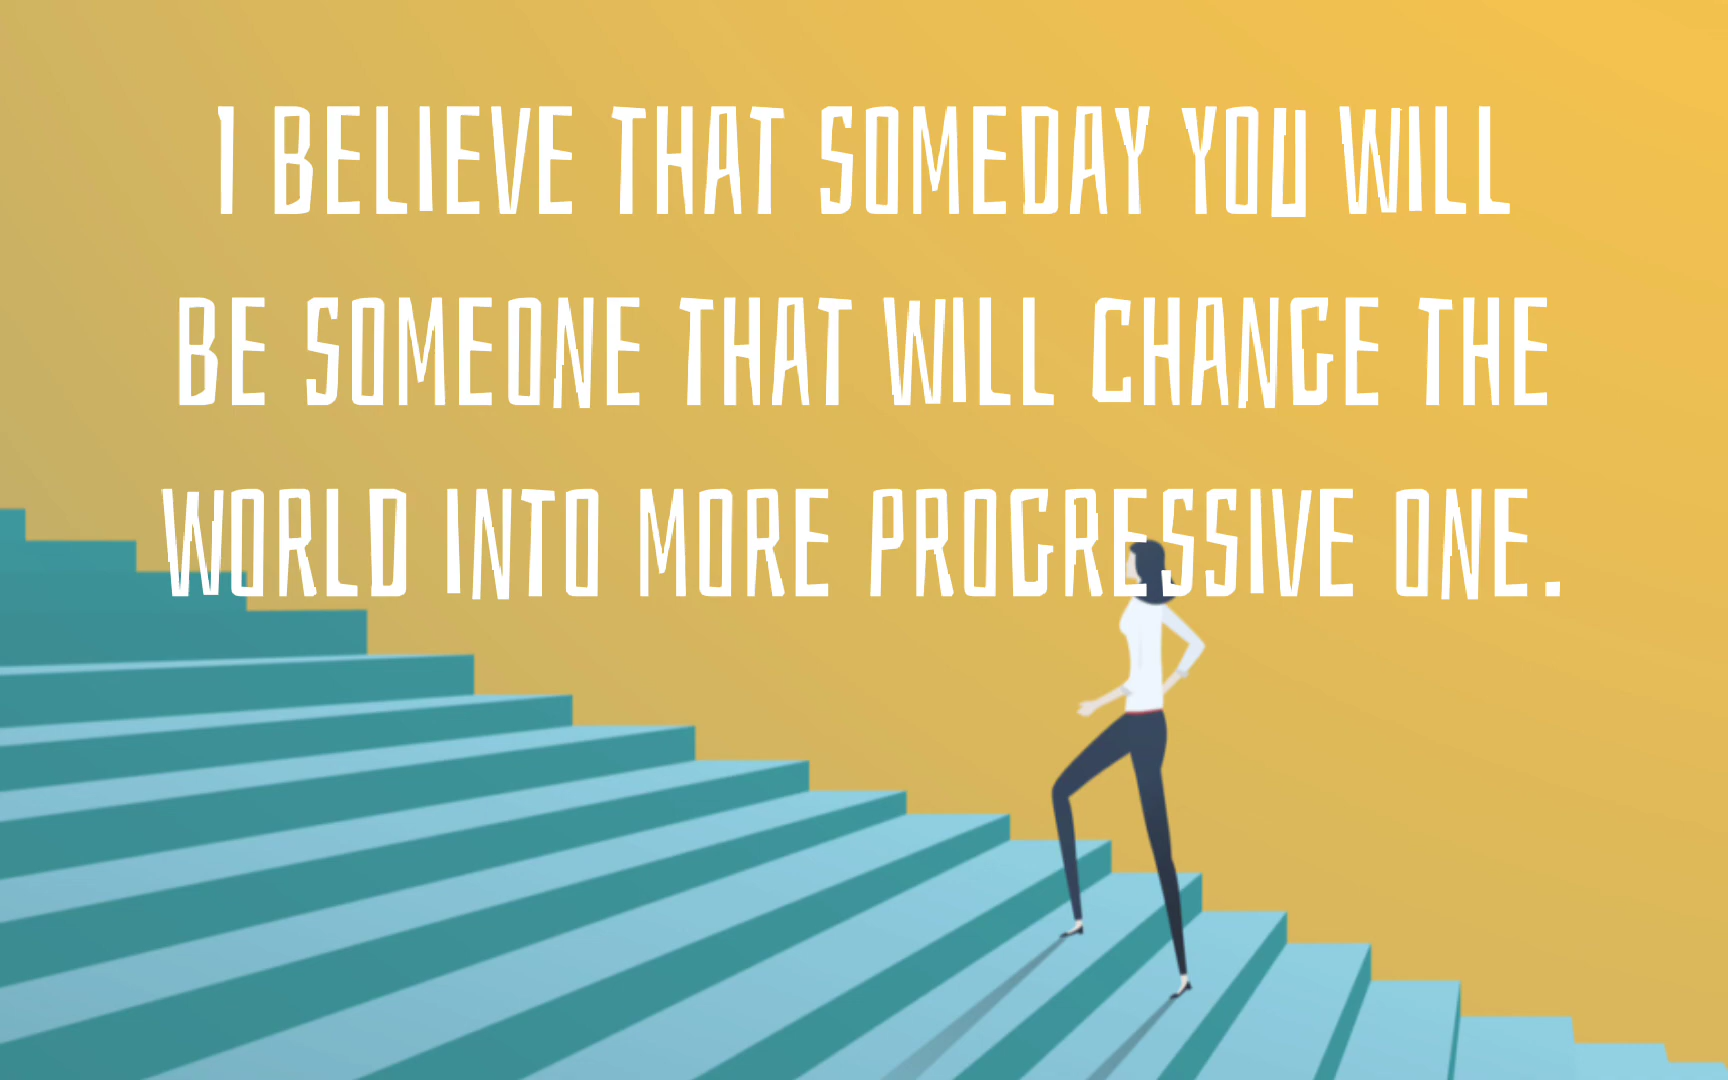 I BELIEVE THAT SOMEDAY YOU WILL
BE SOMEONE THAT WILL CHANGE THE
WORLD INTO MORE PROGRESSIVE ONE.